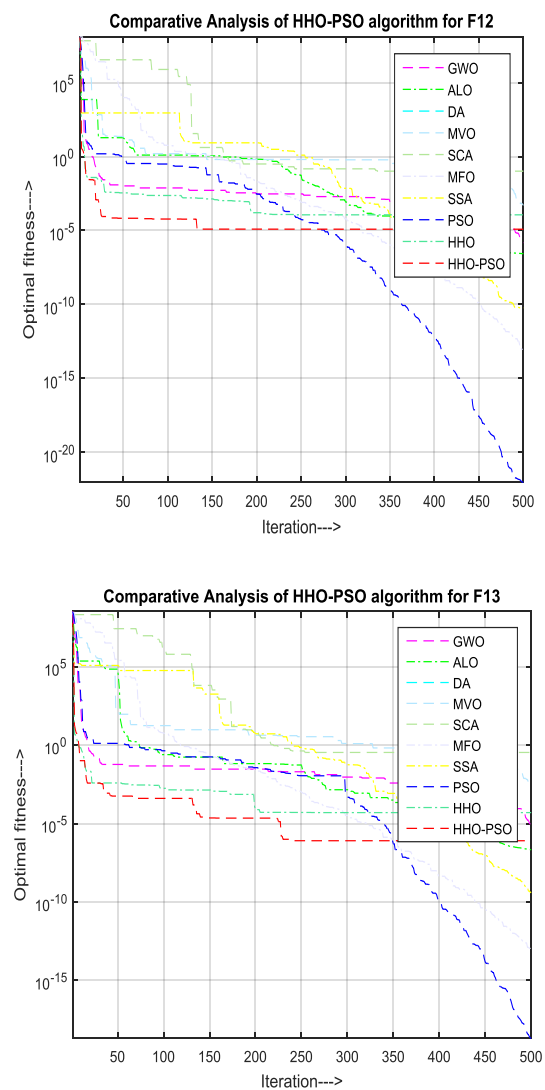 Comparative Analysis of HHO-PSO algorithm for F12
Optimal fitness--->
10^5
10^0
10^-5
10^-10
10^-15
10^-20
GWO
ALO
DA
MVO
SCA
MFO
SSA
PSO
HHO
HHO-PSO
50 100 150 200 250 300 350 400 450 500
Iteration--->
Comparative Analysis of HHO-PSO algorithm for F13
Optimal fitness--->
10^5
10^0
10^-5
10^-10
10^-15
GWO
ALO
DA
MVO
SCA
MFO
SSA
PSO
HHO
HHO-PSO
50 100 150 200 250 300 350 400 450 500
Iteration--->